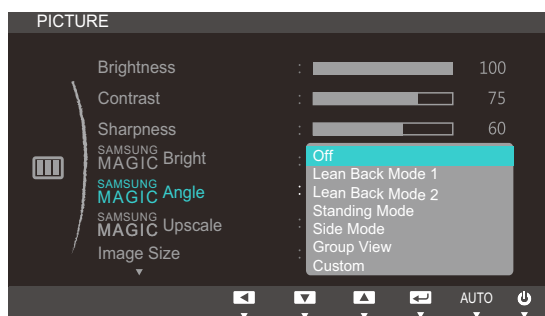 PICTURE
Brightness : 100
Contrast : 75
Sharpness : 60
SAMSUNG MAGIC Bright :
SAMSUNG MAGIC Angle :
SAMSUNG MAGIC Upscale :
Image Size :
Off
Lean Back Mode 1
Lean Back Mode 2
Standing Mode
Side Mode
Group View
Custom
AUTO